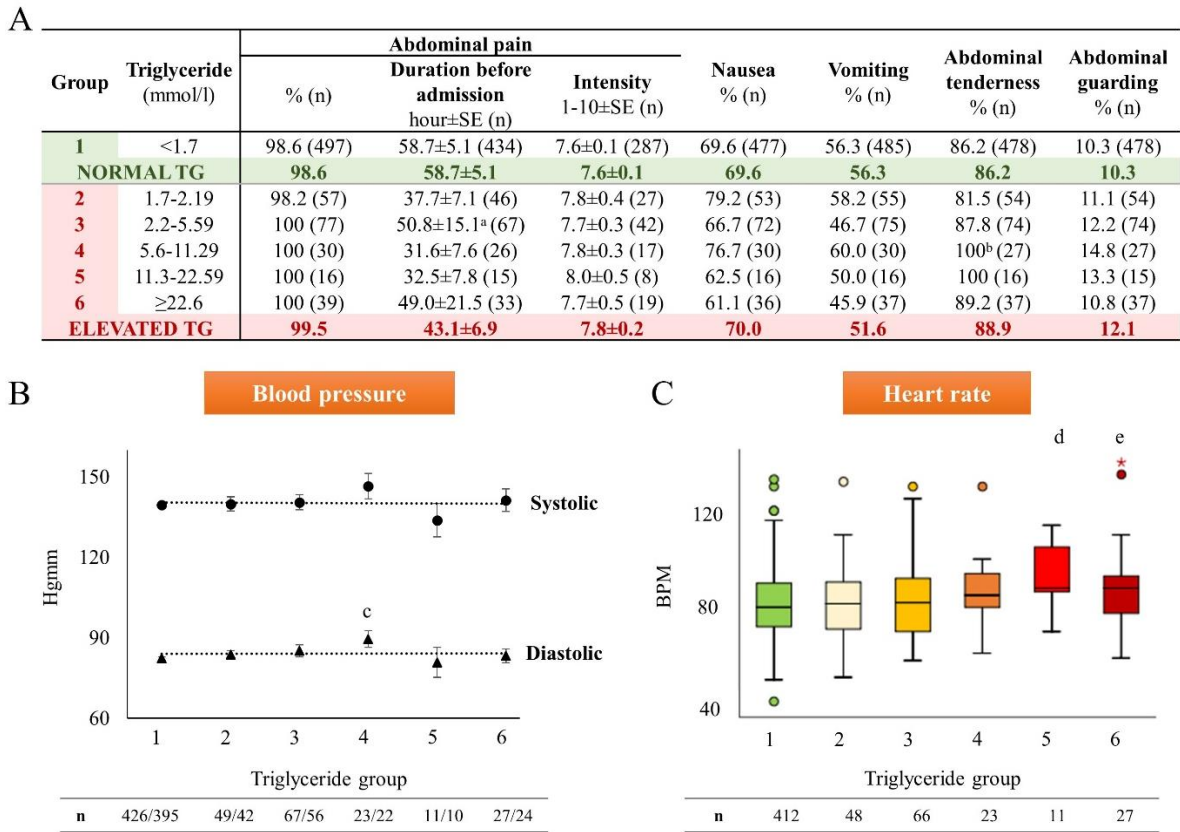 A
Abdominal pain
Group Triglyceride (mmol/l) % (n) Duration before admission hour±SE (n) Intensity 1-10±SE (n) Nausea % (n) Vomiting % (n) Abdominal tenderness % (n) Abdominal guarding % (n)
1 <1.7 98.6 (497) 58.7±5.1 (434) 7.6±0.1 (287) 69.6 (477) 56.3 (485) 86.2 (478) 10.3 (478)
NORMAL TG 98.6 58.7±5.1 7.6±0.1 69.6 56.3 86.2 10.3
2 1.7-2.19 98.2 (57) 37.7±7.1 (46) 7.8±0.4 (27) 79.2 (53) 58.2 (55) 81.5 (54) 11.1 (54)
3 2.2-5.59 100 (77) 50.8±15.1ᵃ (67) 7.7±0.3 (42) 66.7 (72) 46.7 (75) 87.8 (74) 12.2 (74)
4 5.6-11.29 100 (30) 31.6±7.6 (26) 7.8±0.3 (17) 76.7 (30) 60.0 (30) 100ᵇ (27) 14.8 (27)
5 11.3-22.59 100 (16) 32.5±7.8 (15) 8.0±0.5 (8) 62.5 (16) 50.0 (16) 100 (16) 13.3 (15)
6 ≥22.6 100 (39) 49.0±21.5 (33) 7.7±0.5 (19) 61.1 (36) 45.9 (37) 89.2 (37) 10.8 (37)
ELEVATED TG 99.5 43.1±6.9 7.8±0.2 70.0 51.6 88.9 12.1
B
Blood pressure
150
120
90
60
Hgmm
c
Systolic
Diastolic
1 2 3 4 5 6
Triglyceride group
n 426/395 49/42 67/56 23/22 11/10 27/24
C
Heart rate
d e
*
120
80
40
BPM
1 2 3 4 5 6
Triglyceride group
n 412 48 66 23 11 27